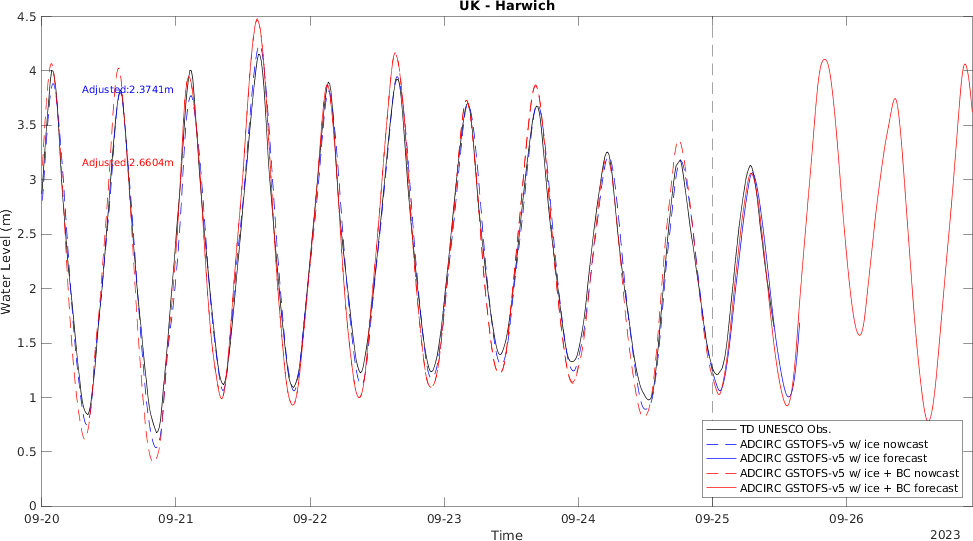 UK - Harwich
4.5
4
3.5
3
2.5
2
1.5
1
0.5
0
Water Level (m)
Adjusted:2.3741m
Adjusted:2.6604m
TD UNESCO Obs.
ADCIRC GSTOFS-v5 w/ ice nowcast
ADCIRC GSTOFS-v5 w/ ice forecast
ADCIRC GSTOFS-v5 w/ ice + BC nowcast
ADCIRC GSTOFS-v5 w/ ice + BC forecast
09-20 09-21 09-22 09-23 09-24 09-25 09-26
Time
2023